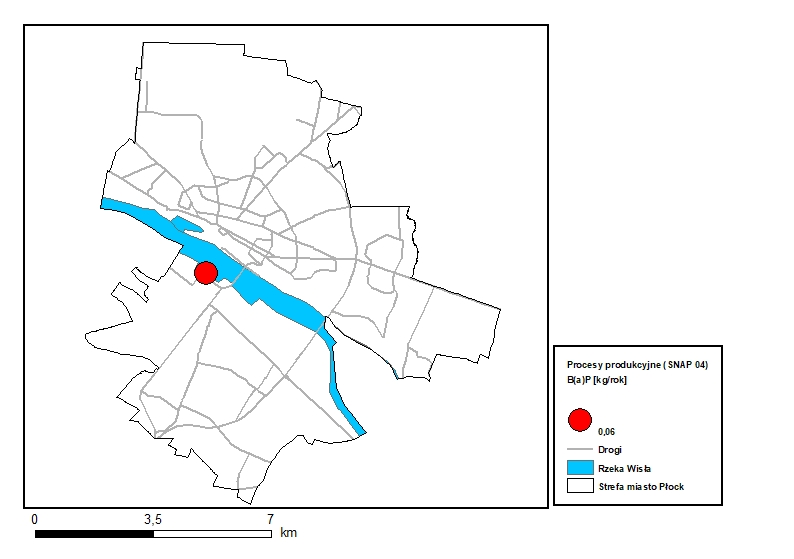 Procesy produkcyjne ( SNAP 04)
B(a)P [kg/rok]
0,06
Drogi
Rzeka Wisła
Strefa miasto Płock
0 3,5 7
km